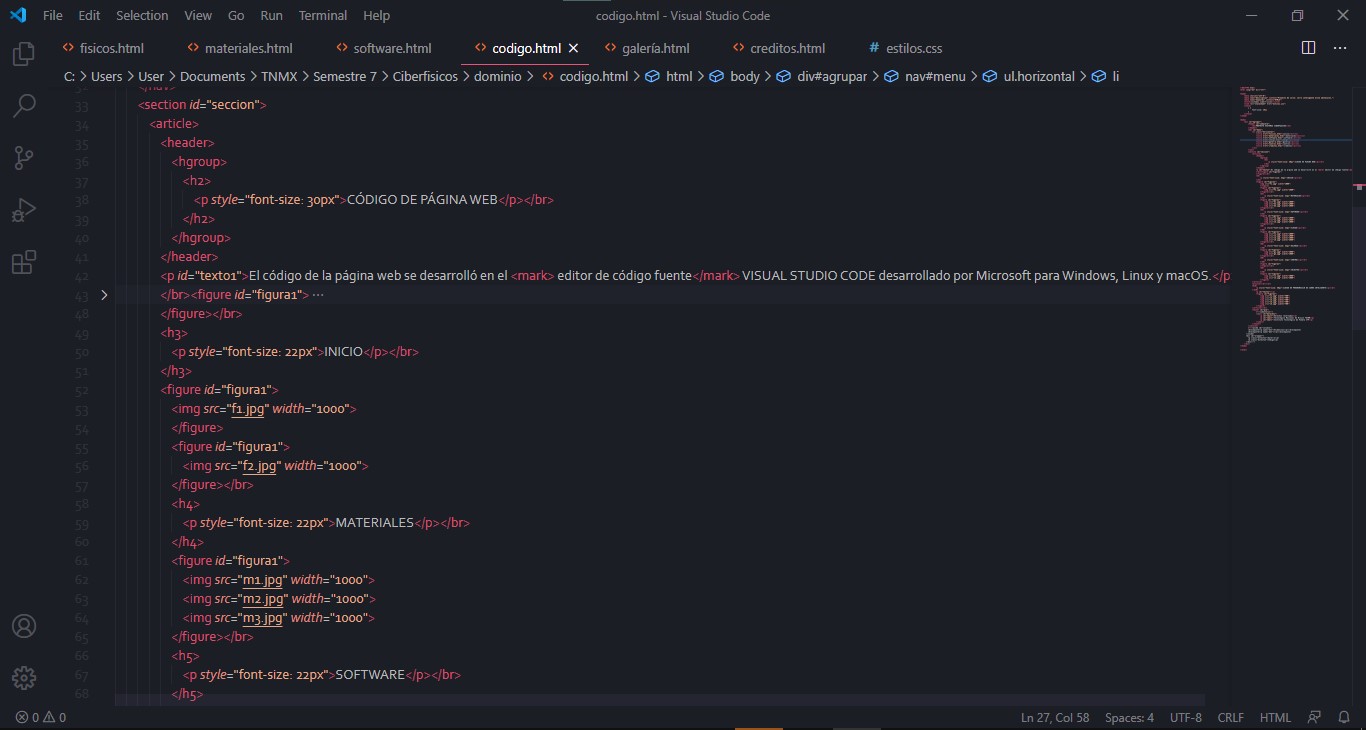 File Edit Selection View Go Run Terminal Help codigo.html - Visual Studio Code
fisicos.html materiales.html software.html codigo.html galería.html creditos.html # estilos.css
C: > Users > User > Documents > TNMX > Semestre 7 > Ciberfisicos > dominio > codigo.html > html > body > div#agrupar > nav#menu > ul.horizontal > li
32 </nav>
33 <section id="seccion">
34 <article>
35 <header>
36 <hgroup>
37 <h2>
38 <p style="font-size: 30px">CÓDIGO DE PÁGINA WEB</p></br>
39 </h2>
40 </hgroup>
41 </header>
42 <p id="texto1">El código de la página web se desarrolló en el <mark> editor de código fuente</mark> VISUAL STUDIO CODE desarrollado por Microsoft para Windows, Linux y macOS.</p
43 </br><figure id="figura1"> ···
48 </figure></br>
49 <h3>
50 <p style="font-size: 22px">INICIO</p></br>
51 </h3>
52 <figure id="figura1">
53 <img src="f1.jpg" width="1000">
54 </figure>
55 <figure id="figura1">
56 <img src="f2.jpg" width="1000">
57 </figure></br>
58 <h4>
59 <p style="font-size: 22px">MATERIALES</p></br>
60 </h4>
61 <figure id="figura1">
62 <img src="m1.jpg" width="1000">
63 <img src="m2.jpg" width="1000">
64 <img src="m3.jpg" width="1000">
65 </figure></br>
66 <h5>
67 <p style="font-size: 22px">SOFTWARE</p></br>
68 </h5>
0 0 Ln 27, Col 58 Spaces: 4 UTF-8 CRLF HTML